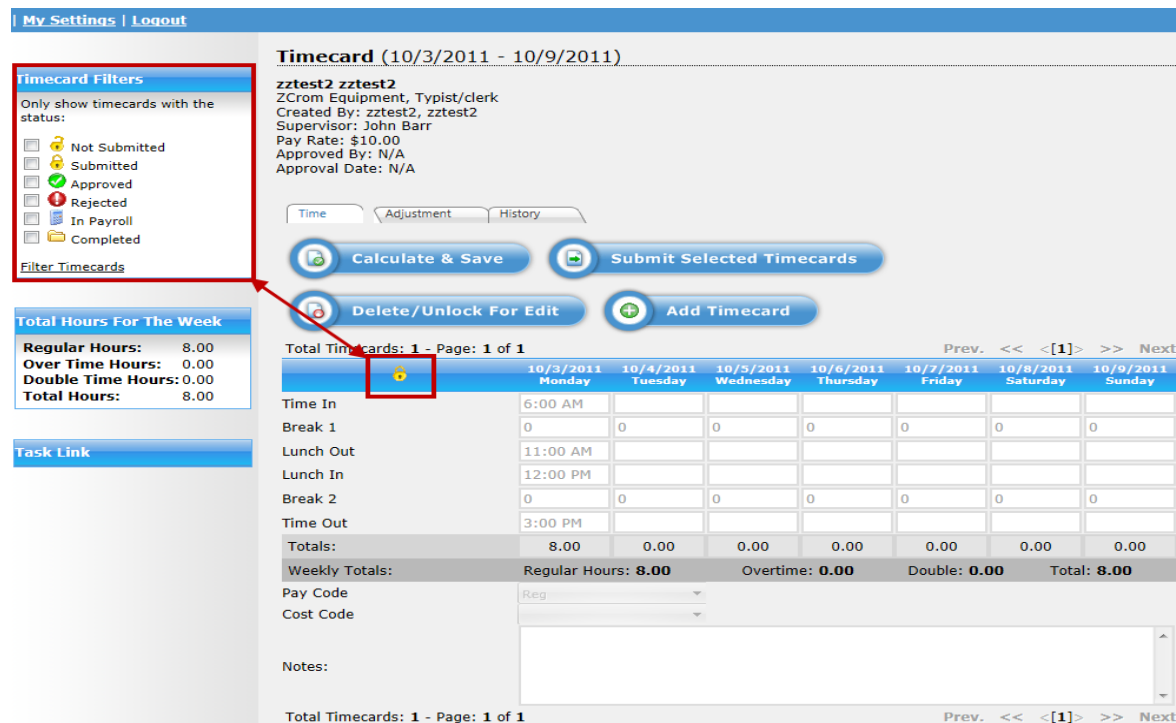 | My Settings | Logout
Timecard Filters
Only show timecards with the
status:
Not Submitted
Submitted
Approved
Rejected
In Payroll
Completed
Filter Timecards
Total Hours For The Week
Regular Hours: 8.00
Over Time Hours: 0.00
Double Time Hours: 0.00
Total Hours: 8.00
Task Link
Timecard (10/3/2011 - 10/9/2011)
zztest2 zztest2
ZCrom Equipment, Typist/clerk
Created By: zztest2, zztest2
Supervisor: John Barr
Pay Rate: $10.00
Approved By: N/A
Approval Date: N/A
Time Adjustment History
Calculate & Save Submit Selected Timecards
Delete/Unlock For Edit Add Timecard
Total Timecards: 1 - Page: 1 of 1 Prev. << <[1]> >> Next
10/3/2011 10/4/2011 10/5/2011 10/6/2011 10/7/2011 10/8/2011 10/9/2011
Monday Tuesday Wednesday Thursday Friday Saturday Sunday
Time In 6:00 AM
Break 1 0 0 0 0 0 0 0
Lunch Out 11:00 AM
Lunch In 12:00 PM
Break 2 0 0 0 0 0 0 0
Time Out 3:00 PM
Totals: 8.00 0.00 0.00 0.00 0.00 0.00 0.00
Weekly Totals: Regular Hours: 8.00 Overtime: 0.00 Double: 0.00 Total: 8.00
Pay Code Reg
Cost Code
Notes:
Total Timecards: 1 - Page: 1 of 1 Prev. << <[1]> >> Next